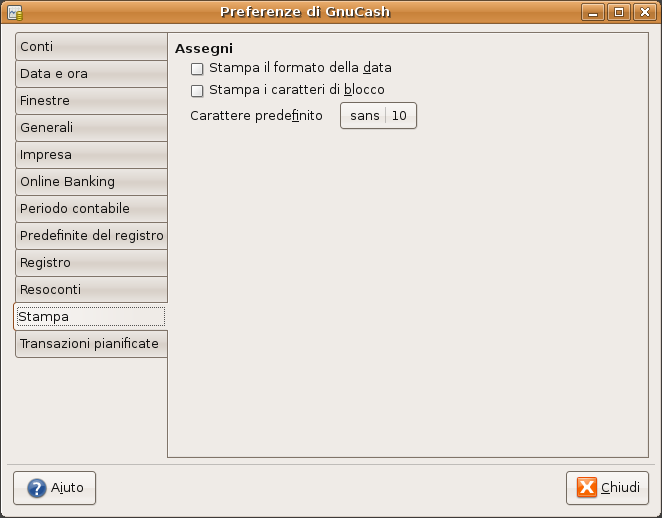 Preferenze di GnuCash
Conti
Data e ora
Finestre
Generali
Impresa
Online Banking
Periodo contabile
Predefinite del registro
Registro
Resoconti
Stampa
Transazioni pianificate
Assegni
Stampa il formato della data
Stampa i caratteri di blocco
Carattere predefinito sans 10
Aiuto
Chiudi